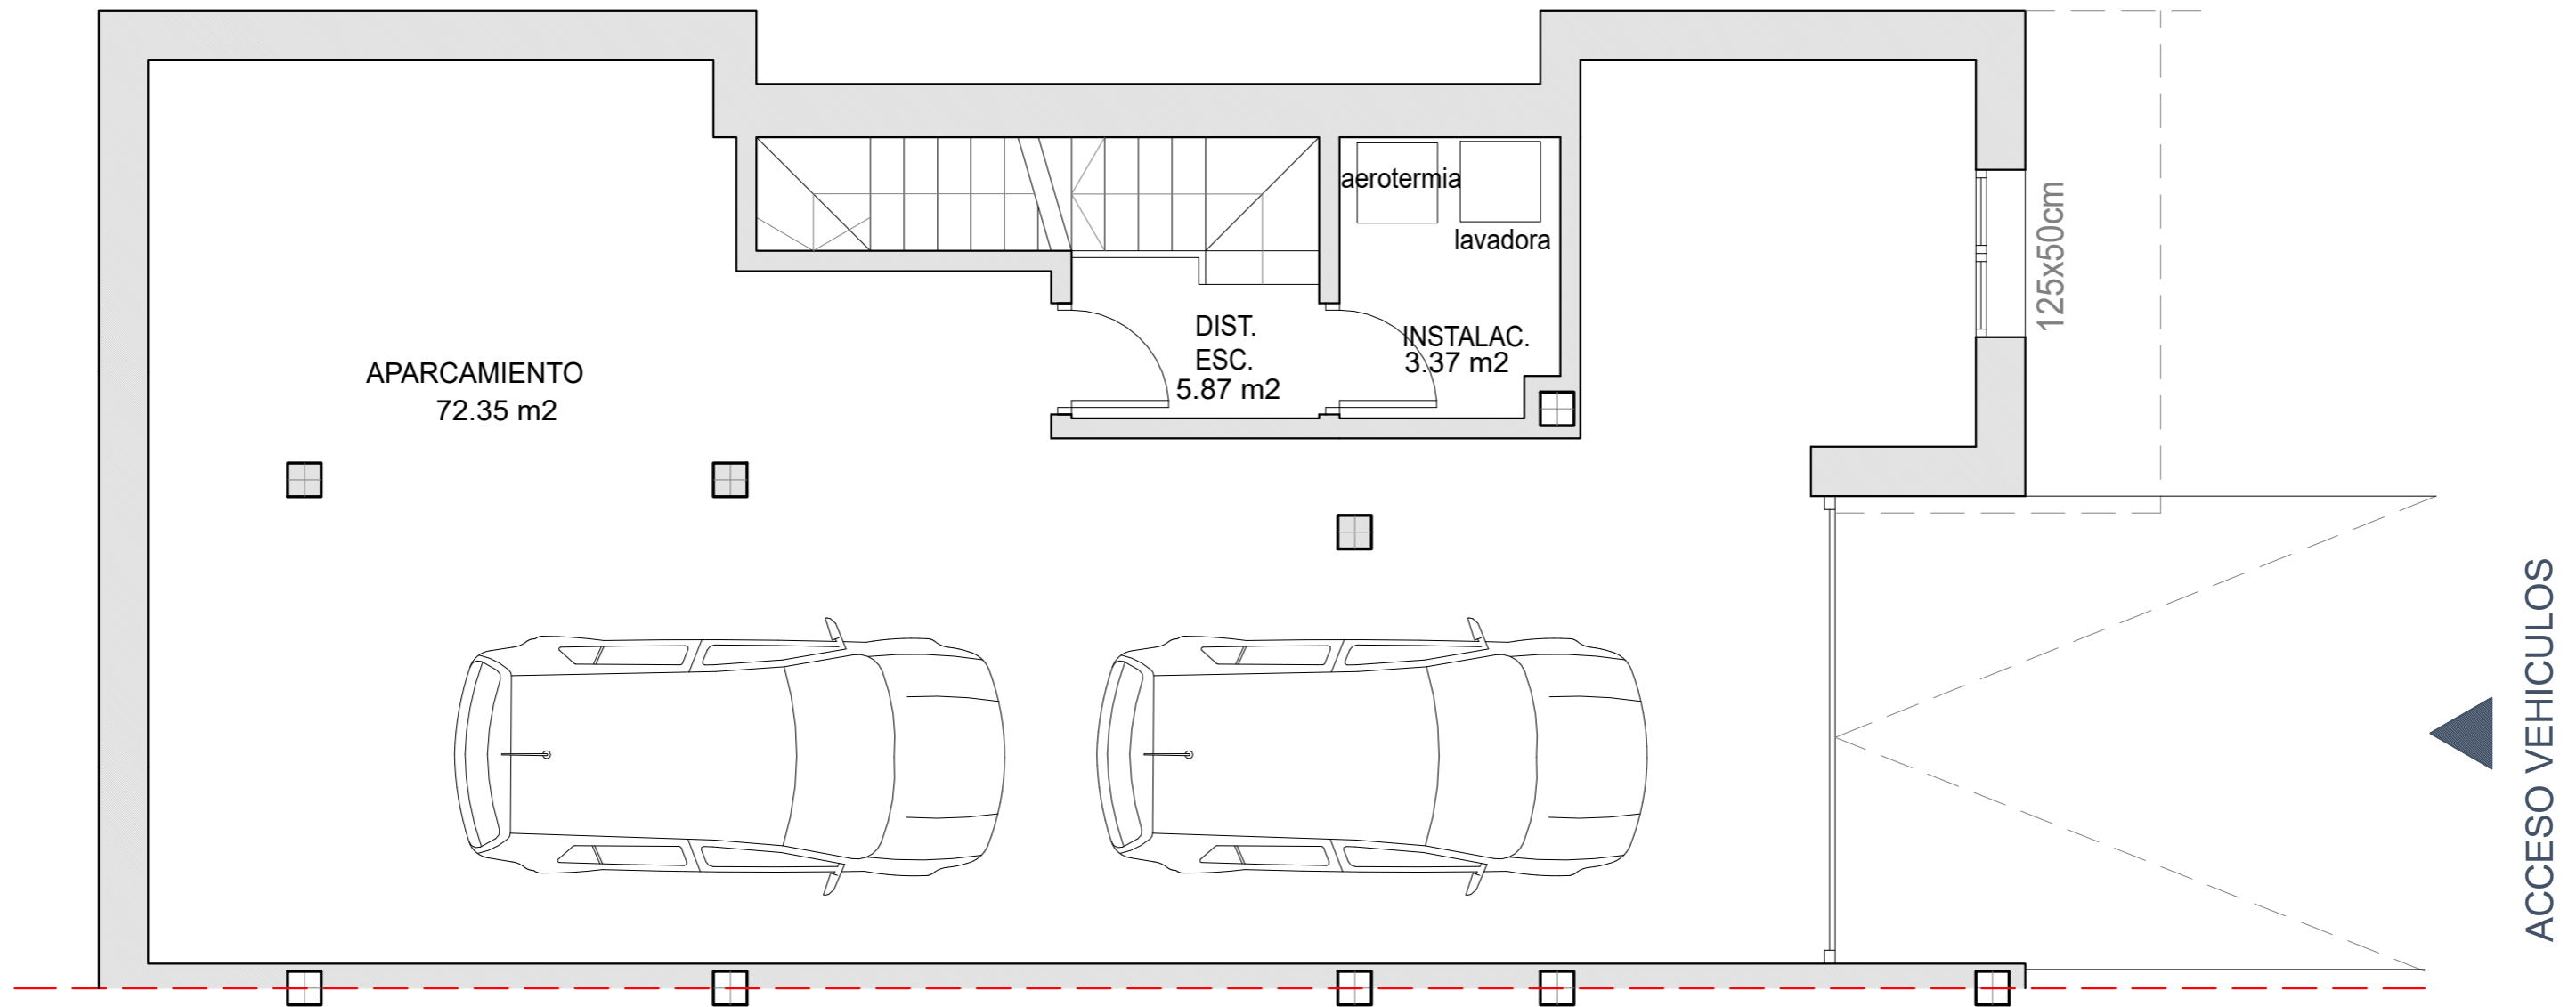 aerotermia
lavadora
125x50cm
DIST.
ESC.
5.87 m2
INSTALAC.
3.37 m2
APARCAMIENTO
72.35 m2
ACCESO VEHICULOS